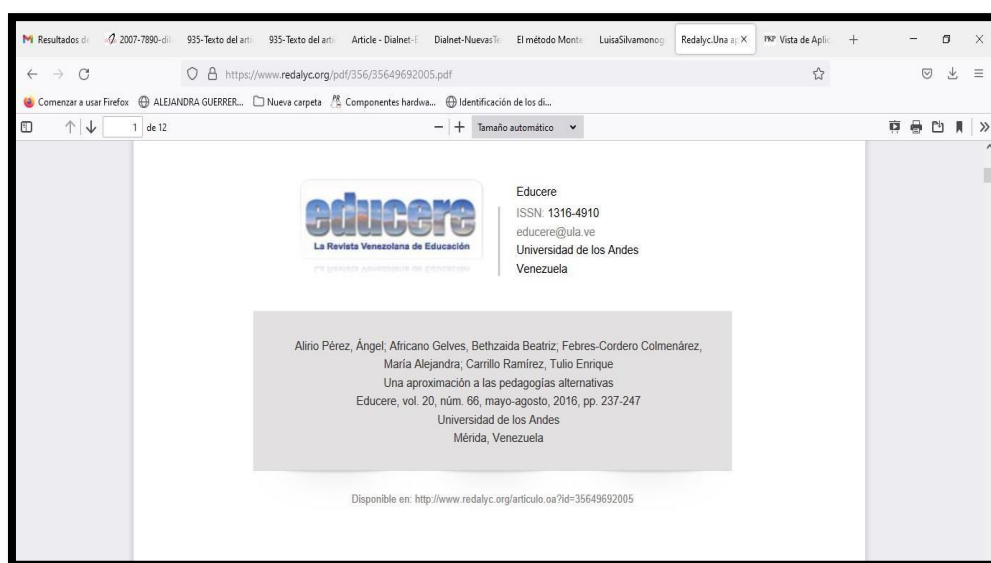 Resultados de
2007-7890-dil
935-Texto del arti
935-Texto del arti
Article - Dialnet-E
Dialnet-NuevasTe
El método Monte
LuisaSilvamonog
Redalyc.Una ap
PKP Vista de Aplic
https://www.redalyc.org/pdf/356/35649692005.pdf
Comenzar a usar Firefox
ALEJANDRA GUERRER...
Nueva carpeta
Componentes hardwa...
Identificación de los di...
1 de 12
Tamaño automático
educere
La Revista Venezolana de Educación
Educere
ISSN: 1316-4910
educere@ula.ve
Universidad de los Andes
Venezuela
Alirio Pérez, Ángel; Africano Gelves, Bethzaida Beatriz; Febres-Cordero Colmenárez,
María Alejandra; Carrillo Ramírez, Tulio Enrique
Una aproximación a las pedagogías alternativas
Educere, vol. 20, núm. 66, mayo-agosto, 2016, pp. 237-247
Universidad de los Andes
Mérida, Venezuela
Disponible en: http://www.redalyc.org/articulo.oa?id=35649692005